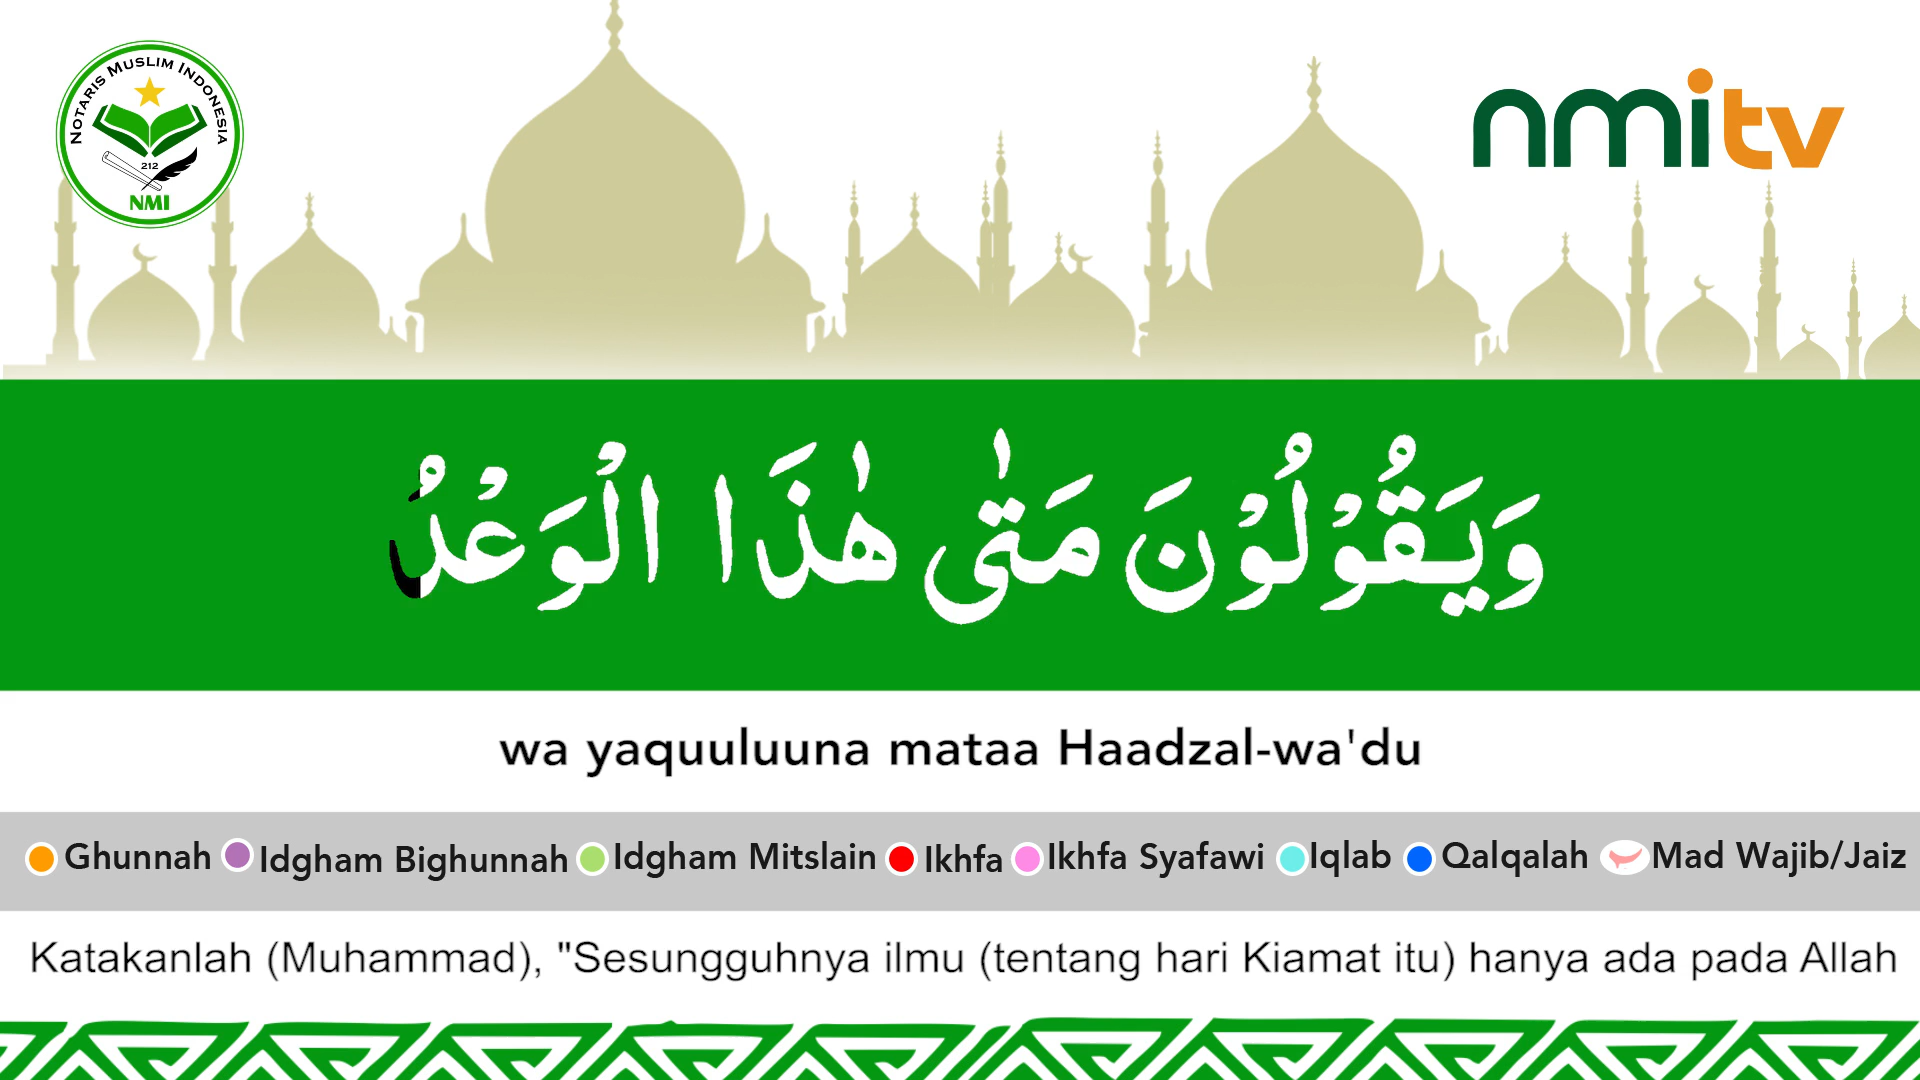 NOTARIS MUSLIM INDONESIA
212
NMI
nmitv
وَيَقُوْلُوْنَ مَتٰى هٰذَا الْوَعْدُ
wa yaquuluuna mataa Haadzal-wa'du
Ghunnah Idgham Bighunnah Idgham Mitslain Ikhfa Ikhfa Syafawi Iqlab Qalqalah Mad Wajib/Jaiz
Katakanlah (Muhammad), "Sesungguhnya ilmu (tentang hari Kiamat itu) hanya ada pada Allah